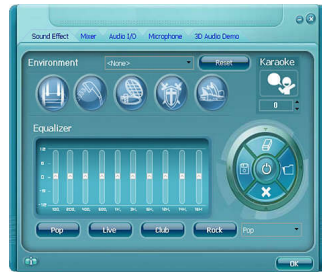 Sound Effect Mixer Audio I/O Microphone 3D Audio Demo
Environment <None> Reset Karaoke
0
Equalizer
Pop Live Club Rock Pop
OK